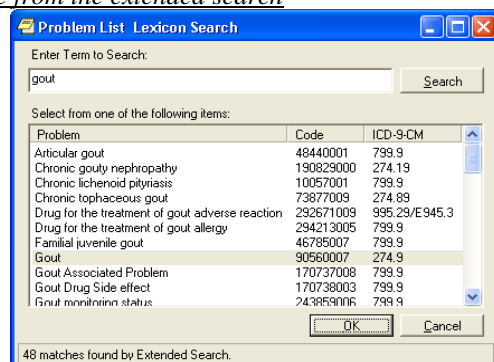 from the extended search
Problem List Lexicon Search
Enter Term to Search:
gout
Search
Select from one of the following items:
Problem Code ICD-9-CM
Articular gout 48440001 799.9
Chronic gouty nephropathy 190829000 274.19
Chronic lichenoid pityriasis 10057001 799.9
Chronic tophaceous gout 73877009 274.89
Drug for the treatment of gout adverse reaction 292671009 995.29/E945.3
Drug for the treatment of gout allergy 294213005 799.9
Familial juvenile gout 46785007 799.9
Gout 90560007 274.9
Gout Associated Problem 170737008 799.9
Gout Drug Side effect 170738003 799.9
Gout monitoring status 243859006 799.9
OK Cancel
48 matches found by Extended Search.